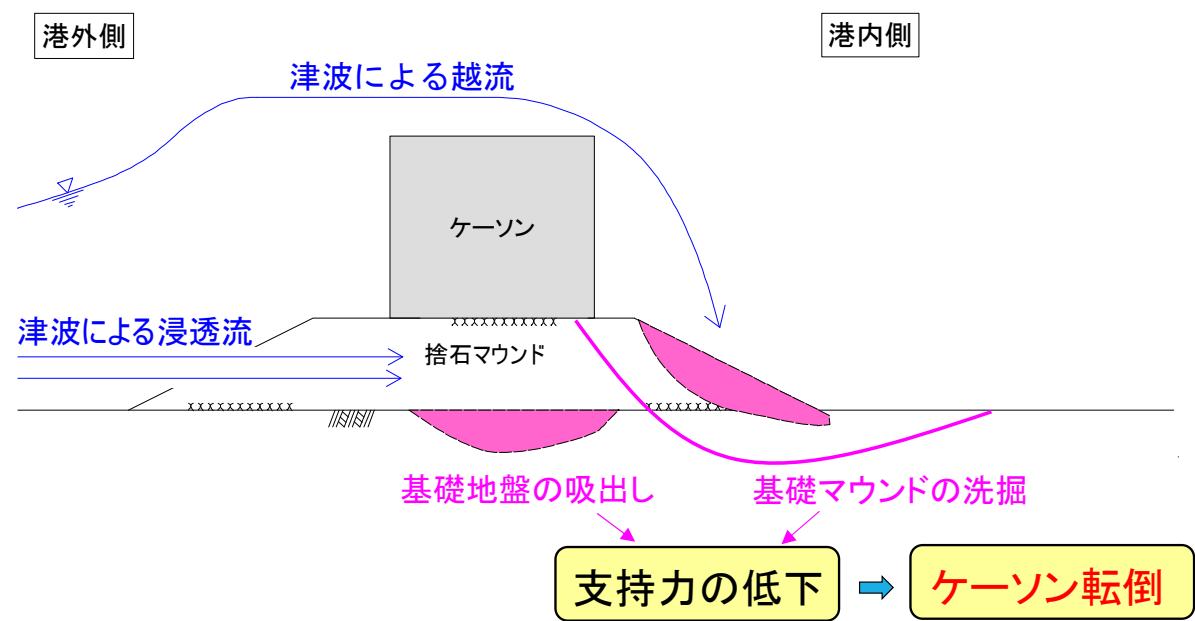 港外側
港内側
津波による越流
ケーソン
津波による浸透流
捨石マウンド
基礎地盤の吸出し
基礎マウンドの洗掘
支持力の低下
ケーソン転倒